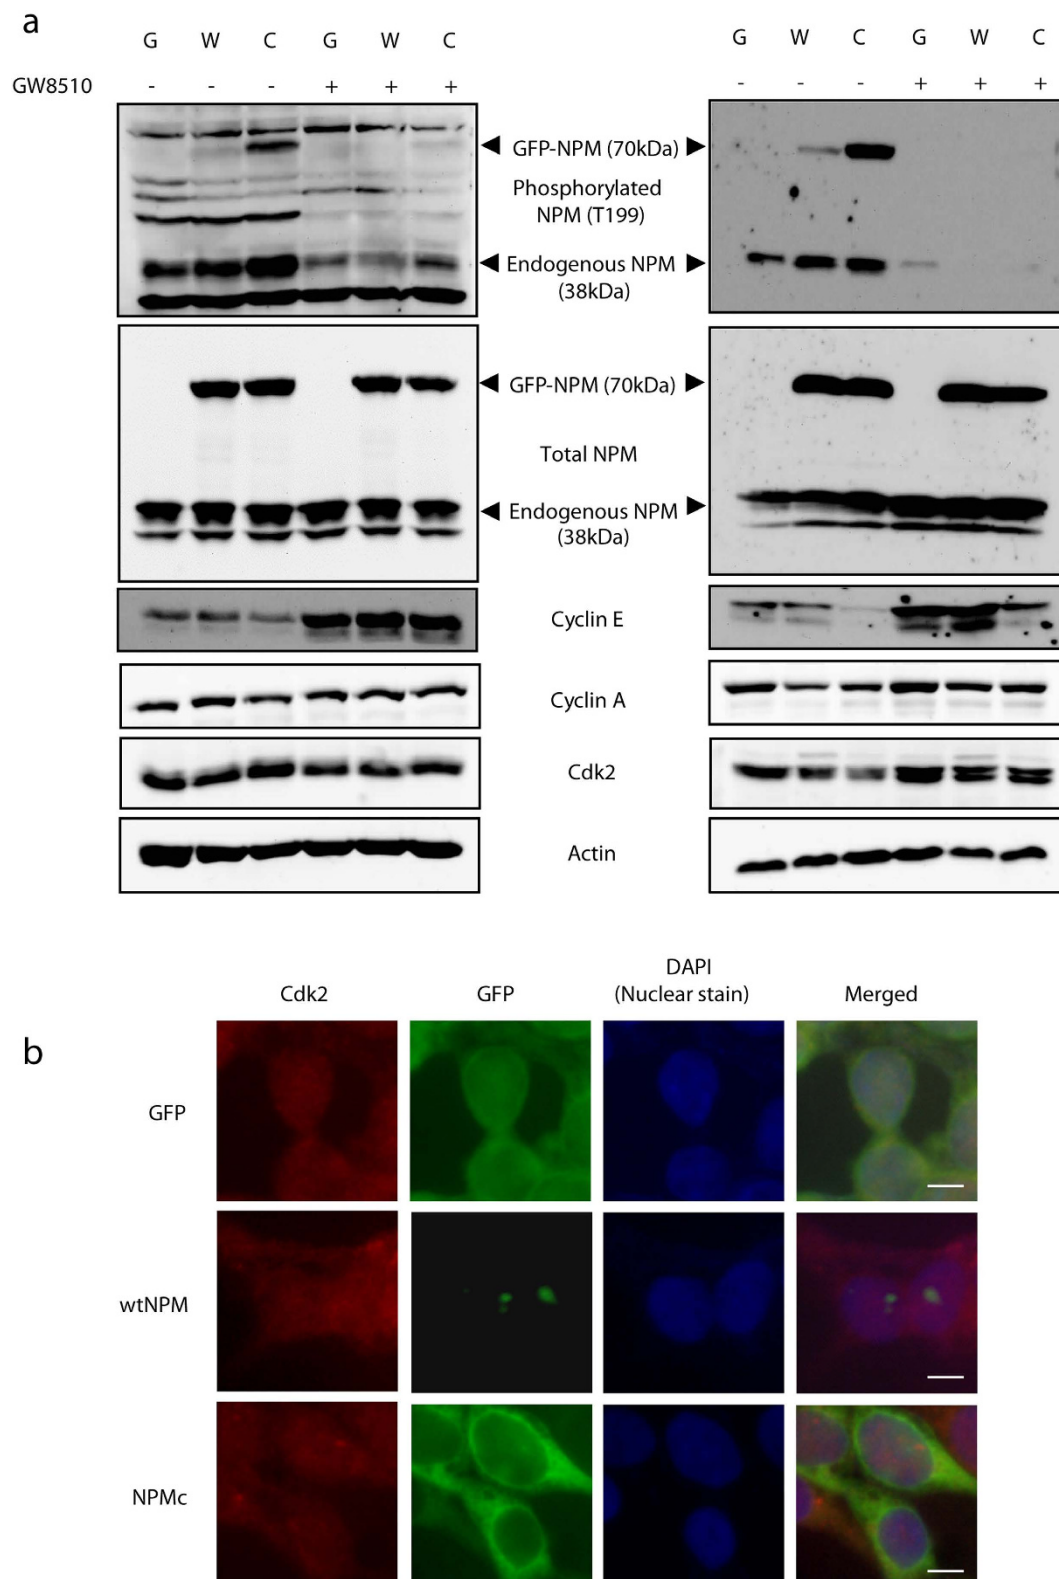 a
G W C G W C G W C G W C
GW8510 - - - + + + - - - + + +
GFP-NPM (70kDa)
Phosphorylated
NPM (T199)
Endogenous NPM
(38kDa)
GFP-NPM (70kDa)
Total NPM
Endogenous NPM
(38kDa)
Cyclin E
Cyclin A
Cdk2
Actin
b
Cdk2 GFP DAPI
(Nuclear stain) Merged
GFP
wtNPM
NPMc